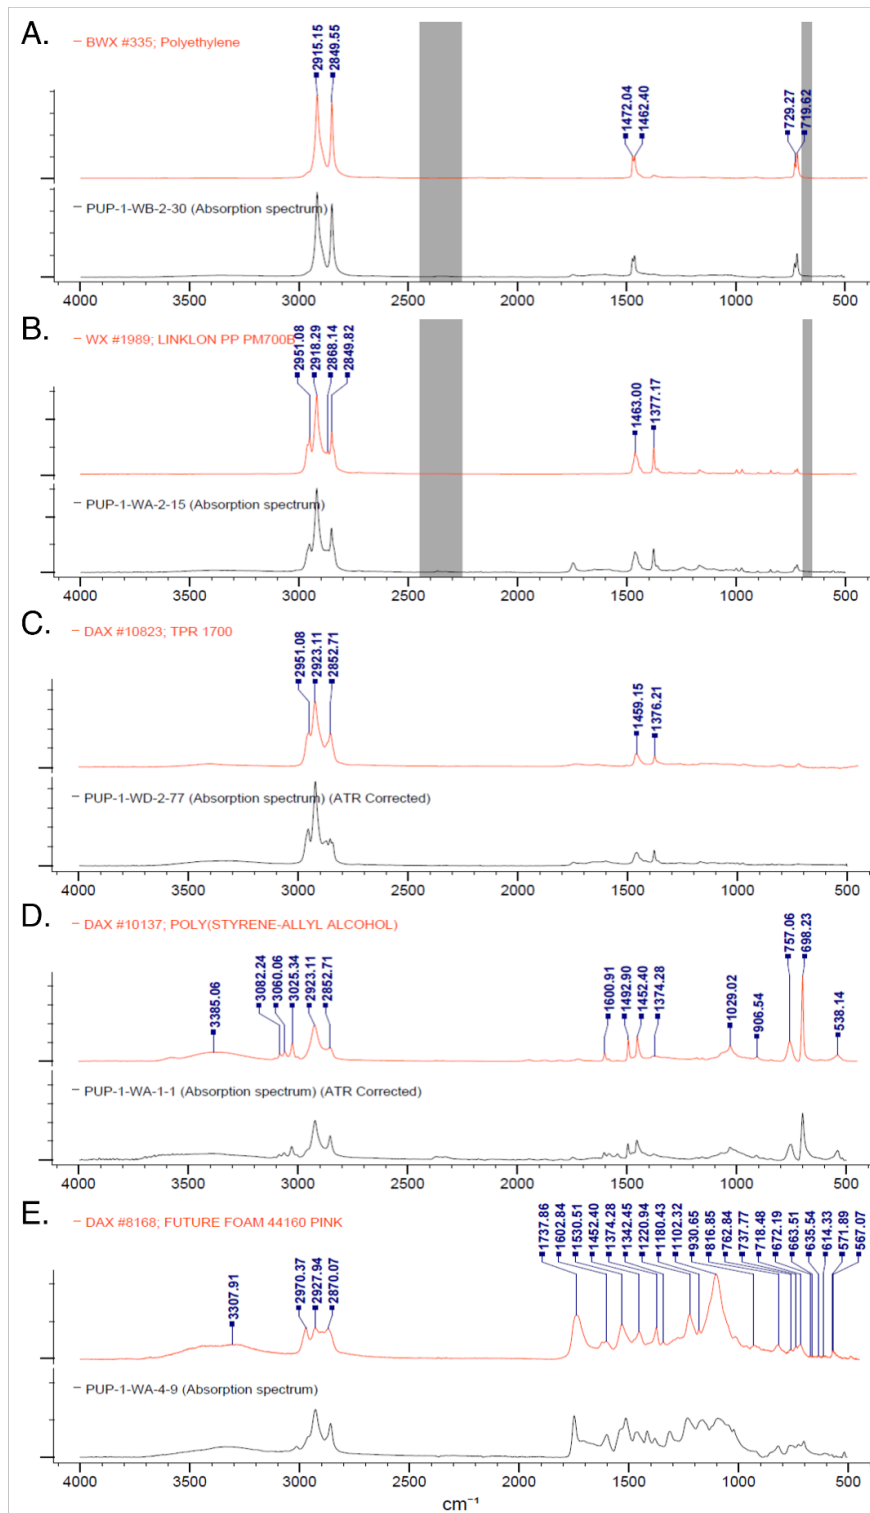 A.
− BWX #335; Polyethylene
2915.15
2849.55
1472.04
1462.40
729.27
719.62
PUP-1-WB-2-30 (Absorption spectrum)
4000 3500 3000 2500 2000 1500 1000 500
B.
− WX #1989; LINKLON PP PM700B
2951.08
2918.29
2868.14
2849.82
1463.00
1377.17
− PUP-1-WA-2-15 (Absorption spectrum)
4000 3500 3000 2500 2000 1500 1000 500
C.
− DAX #10823; TPR 1700
2951.08
2923.11
2852.71
1459.15
1376.21
PUP-1-WD-2-77 (Absorption spectrum) (ATR Corrected)
4000 3500 3000 2500 2000 1500 1000 500
D.
− DAX #10137; POLY(STYRENE-ALLYL ALCOHOL)
3385.06
3082.24
3060.06
3025.34
2923.11
2852.71
1600.91
1492.90
1452.40
1374.28
1029.02
906.54
757.06
698.23
538.14
− PUP-1-WA-1-1 (Absorption spectrum) (ATR Corrected)
4000 3500 3000 2500 2000 1500 1000 500
E.
− DAX #8168; FUTURE FOAM 44160 PINK
3307.91
2970.37
2927.94
2870.07
1737.86
1602.84
1530.51
1452.40
1374.28
1342.45
1220.94
1180.43
1102.32
930.65
816.85
762.84
737.77
718.48
672.19
663.51
635.54
614.33
571.89
567.07
− PUP-1-WA-4-9 (Absorption spectrum)
4000 3500 3000 2500 2000 1500 1000 500
cm⁻¹